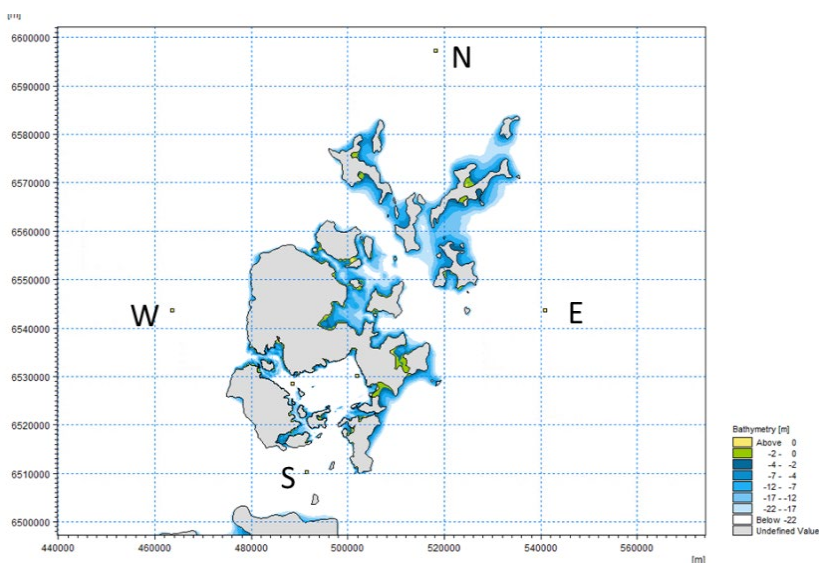 [m]
6600000
N
6590000
6580000
6570000
6560000
6550000
W
E
6540000
6530000
6520000
S
6510000
6500000
440000 460000 480000 500000 520000 540000 560000
[m]
Bathymetry [m]
Above 0
-2 - 0
-4 - -2
-7 - -4
-12 - -7
-17 - -12
-22 - -17
Below -22
Undefined Value